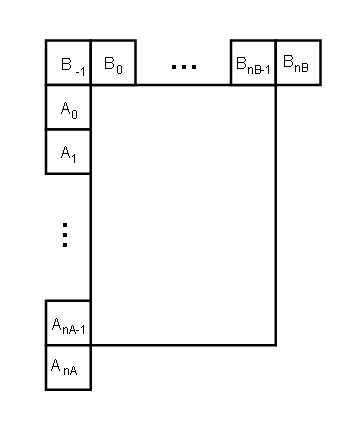 B-1 B0 ... BnB-1 BnB
A0
A1
...
AnA-1
AnA